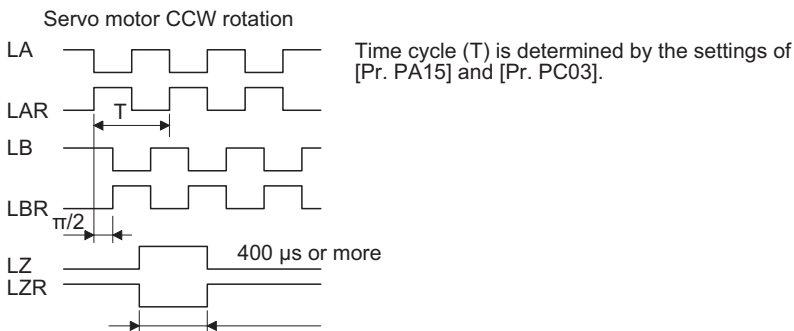 Servo motor CCW rotation
LA
Time cycle (T) is determined by the settings of
[Pr. PA15] and [Pr. PC03].
LAR
T
LB
LBR
π/2
400 μs or more
LZ
LZR